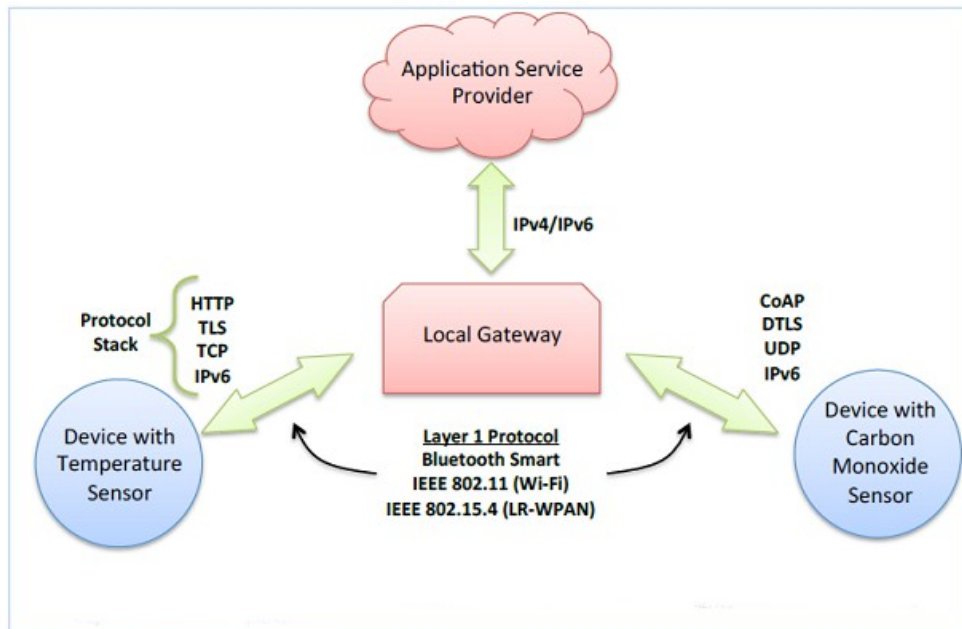 Application Service
Provider
IPv4/IPv6
Protocol
Stack
HTTP
TLS
TCP
IPv6
Local Gateway
CoAP
DTLS
UDP
IPv6
Device with
Temperature
Sensor
Layer 1 Protocol
Bluetooth Smart
IEEE 802.11 (Wi-Fi)
IEEE 802.15.4 (LR-WPAN)
Device with
Carbon
Monoxide
Sensor